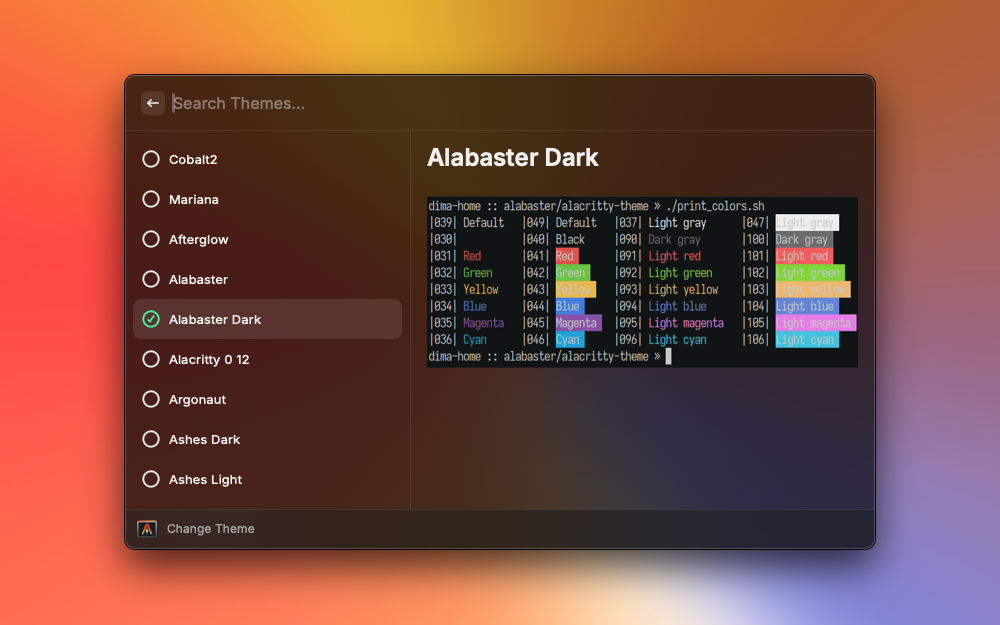 Search Themes...
Cobalt2
Mariana
Afterglow
Alabaster
Alabaster Dark
Alacritty 0 12
Argonaut
Ashes Dark
Ashes Light
Alabaster Dark
dima-home :: alabaster/alacritty-theme » ./print_colors.sh
|039| Default |049| Default |037| Light gray |047| Light gray
|030| |040| Black |090| Dark gray |100| Dark gray
|031| Red |041| Red |091| Light red |101| Light red
|032| Green |042| Green |092| Light green |102| Light green
|033| Yellow |043| Yellow |093| Light yellow |103| Light yellow
|034| Blue |044| Blue |094| Light blue |104| Light blue
|035| Magenta |045| Magenta |095| Light magenta |105| Light magenta
|036| Cyan |046| Cyan |096| Light cyan |106| Light cyan
dima-home :: alabaster/alacritty-theme »
Change Theme